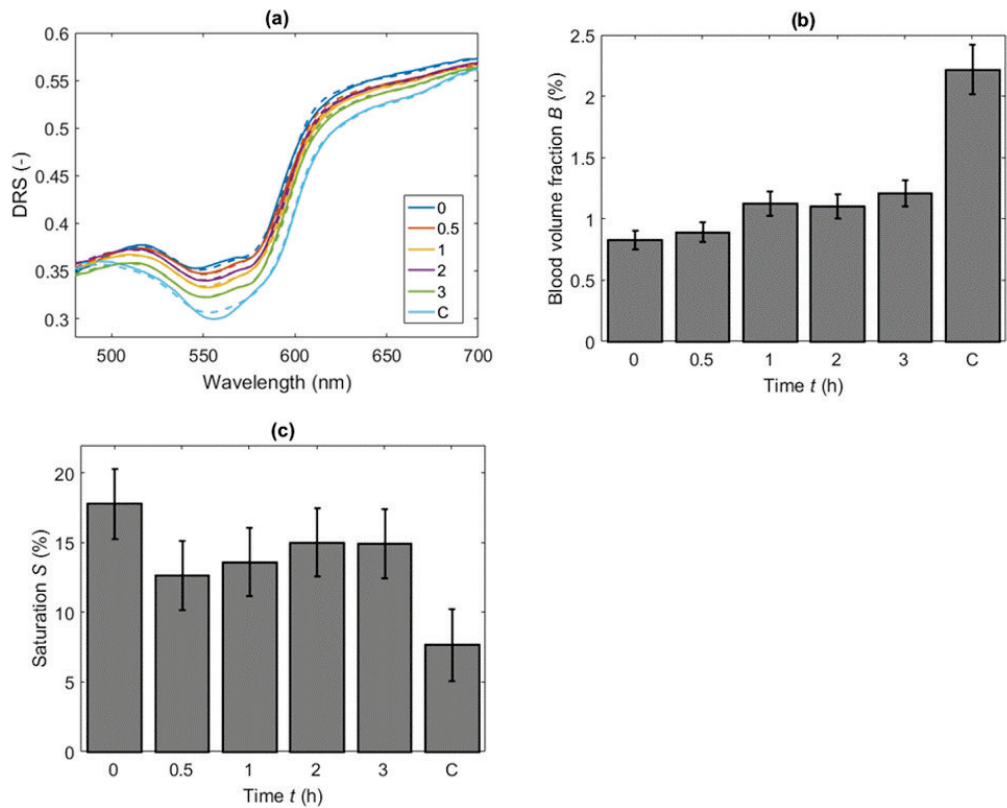 (a)
0.6
0.55
0.5
0.45
0.4
0.35
0.3
DRS (-)
0
0.5
1
2
3
C
500 550 600 650 700
Wavelength (nm)
(b)
2.5
2
1.5
1
0.5
0
Blood volume fraction B (%)
0 0.5 1 2 3 C
Time t (h)
(c)
20
15
10
5
0
Saturation S (%)
0 0.5 1 2 3 C
Time t (h)